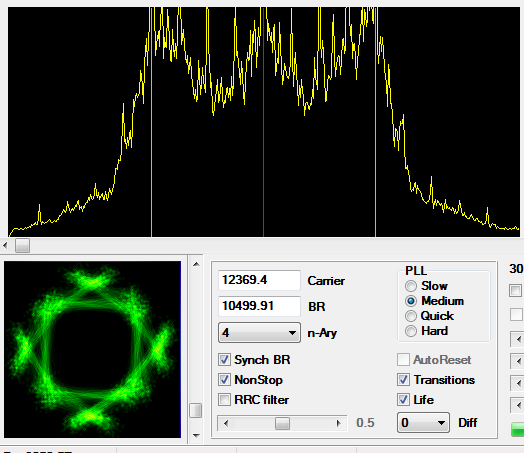 12369.4 Carrier
10499.91 BR
4 n-Ary
Synch BR
NonStop
RRC filter
0.5
PLL
Slow
Medium
Quick
Hard
AutoReset
Transitions
Life
0 Diff
30